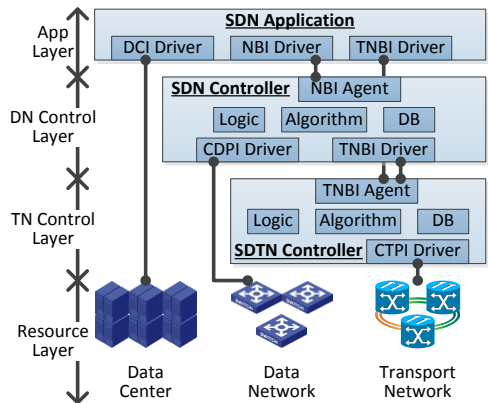 SDN Application
App
Layer
DCI Driver
NBI Driver
TNBI Driver
SDN Controller
NBI Agent
DN Control
Layer
Logic
Algorithm
DB
CDPI Driver
TNBI Driver
TNBI Agent
TN Control
Layer
Logic
Algorithm
DB
SDTN Controller
CTPI Driver
Resource
Layer
Data
Center
Data
Network
Transport
Network